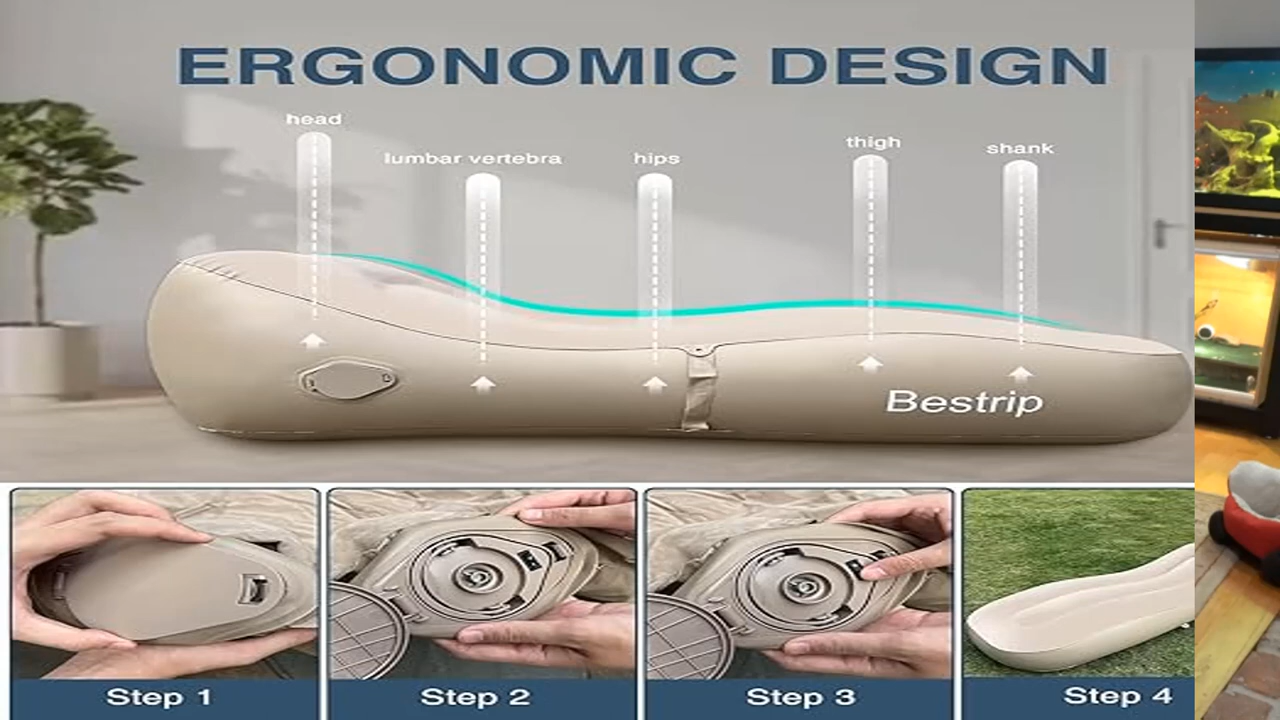 ERGONOMIC DESIGN
head
lumbar vertebra
hips
thigh
shank
Bestrip
Step 1
Step 2
Step 3
Step 4